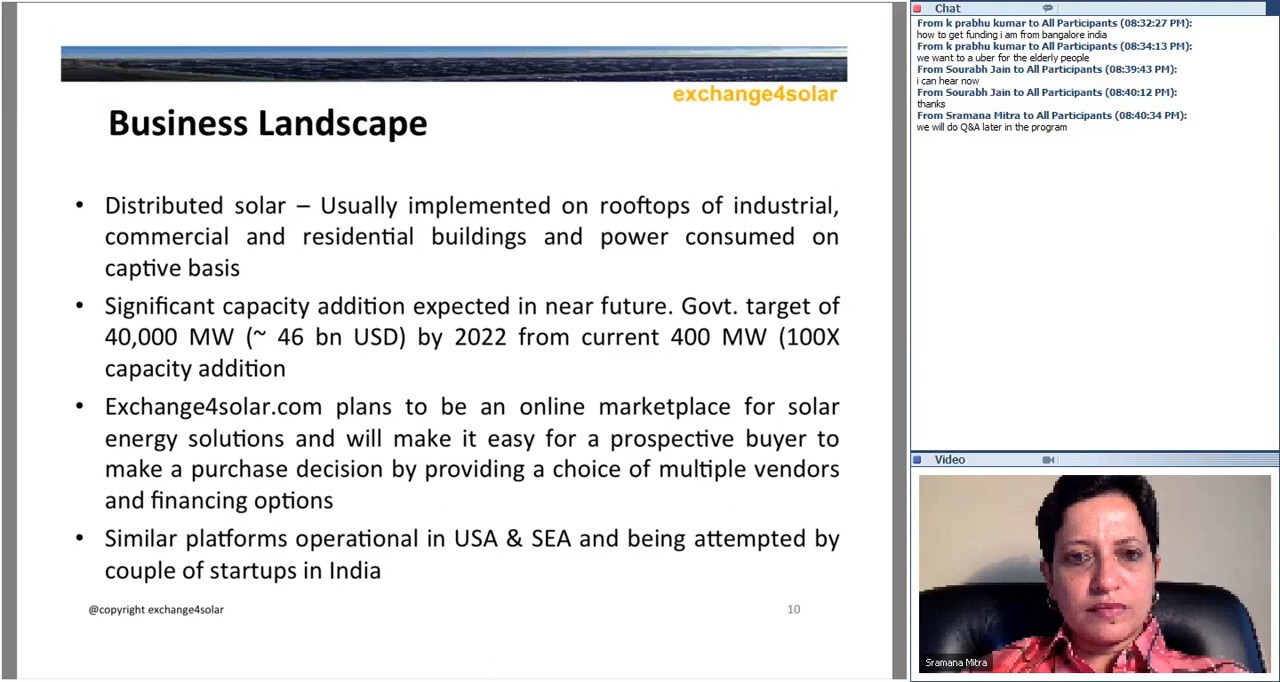 exchange4solar
Business Landscape
• Distributed solar – Usually implemented on rooftops of industrial,
commercial and residential buildings and power consumed on
captive basis
• Significant capacity addition expected in near future. Govt. target of
40,000 MW (~ 46 bn USD) by 2022 from current 400 MW (100X
capacity addition
• Exchange4solar.com plans to be an online marketplace for solar
energy solutions and will make it easy for a prospective buyer to
make a purchase decision by providing a choice of multiple vendors
and financing options
• Similar platforms operational in USA & SEA and being attempted by
couple of startups in India
@copyright exchange4solar
10
Chat
From k prabhu kumar to All Participants (08:32:27 PM):
how to get funding i am from bangalore india
From k prabhu kumar to All Participants (08:34:13 PM):
we want to a uber for the elderly people
From Sourabh Jain to All Participants (08:39:43 PM):
i can hear now
From Sourabh Jain to All Participants (08:40:12 PM):
thanks
From Sramana Mitra to All Participants (08:40:34 PM):
we will do Q&A later in the program
Video
Sramana Mitra